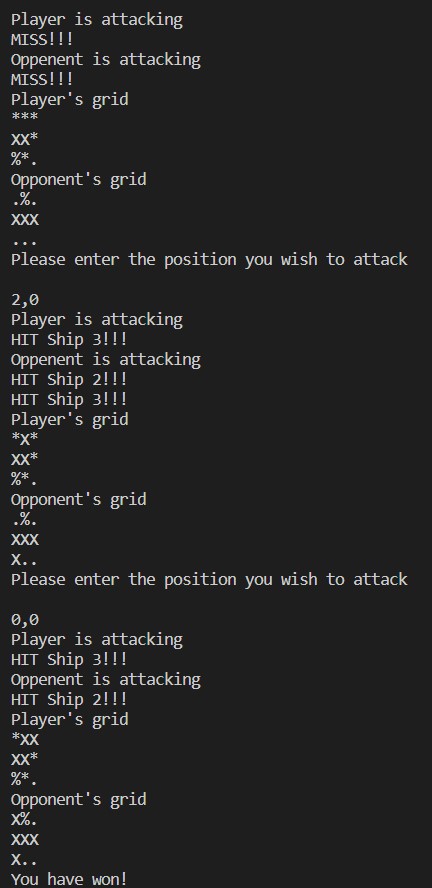 Player is attacking
MISS!!!
Oppenent is attacking
MISS!!!
Player's grid
***
XX*
%*.
Opponent's grid
.%.
XXX
...
Please enter the position you wish to attack
2,0
Player is attacking
HIT Ship 3!!!
Oppenent is attacking
HIT Ship 2!!!
HIT Ship 3!!!
Player's grid
*X*
XX*
%*.
Opponent's grid
.%.
XXX
X..
Please enter the position you wish to attack
0,0
Player is attacking
HIT Ship 3!!!
Oppenent is attacking
HIT Ship 2!!!
Player's grid
*XX
XX*
%*.
Opponent's grid
X%.
XXX
X..
You have won!